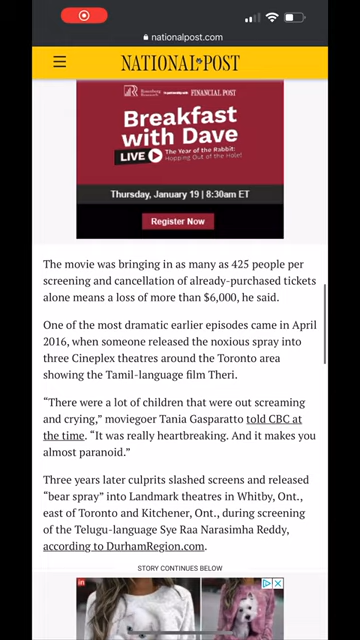 nationalpost.com
NATIONAL POST
In partnership with FINANCIAL POST
Breakfast
with Dave
LIVE The Year of the Rabbit:
Hopping Out of the Hole!
Thursday, January 19 | 8:30am ET
Register Now
The movie was bringing in as many as 425 people per
screening and cancellation of already-purchased tickets
alone means a loss of more than $6,000, he said.
One of the most dramatic earlier episodes came in April
2016, when someone released the noxious spray into
three Cineplex theatres around the Toronto area
showing the Tamil-language film Theri.
“There were a lot of children that were out screaming
and crying,” moviegoer Tania Gasparatto told CBC at
the time. “It was really heartbreaking. And it makes you
almost paranoid.”
Three years later culprits slashed screens and released
“bear spray” into Landmark theatres in Whitby, Ont.,
east of Toronto and Kitchener, Ont., during screening
of the Telugu-language Sye Raa Narasimha Reddy,
according to DurhamRegion.com.
STORY CONTINUES BELOW